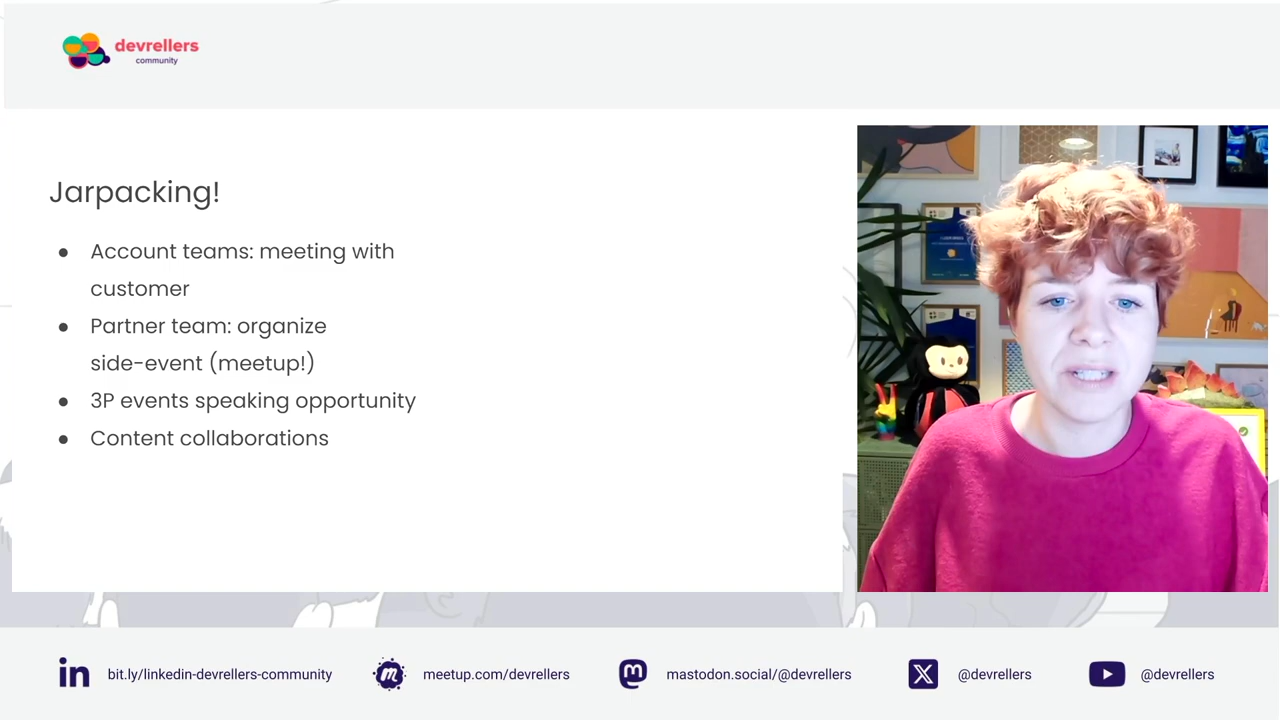 devrellers
community
Jarpacking!
● Account teams: meeting with
customer
● Partner team: organize
side-event (meetup!)
● 3P events speaking opportunity
● Content collaborations
in bit.ly/linkedin-devrellers-community
m meetup.com/devrellers
m mastodon.social/@devrellers
X @devrellers
@devrellers